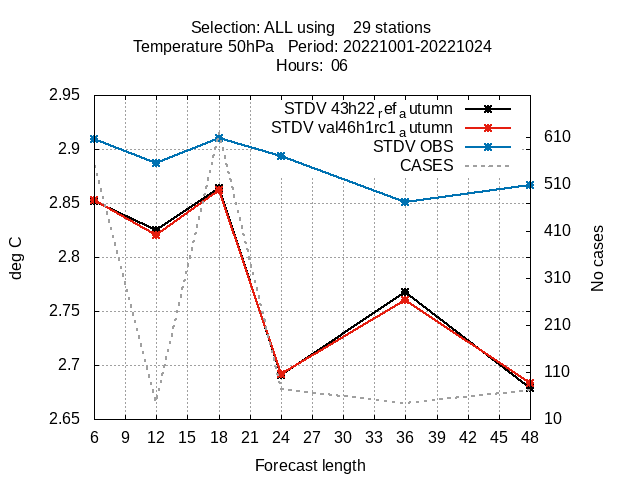 Selection: ALL using 29 stations
Temperature 50hPa Period: 20221001-20221024
Hours: 06
STDV 43h22ref autumn
STDV val46h1rc1autumn
STDV OBS
CASES
2.95
2.9
2.85
2.8
2.75
2.7
2.65
deg C
610
510
410
310
210
110
10
No cases
6 9 12 15 18 21 24 27 30 33 36 39 42 45 48
Forecast length